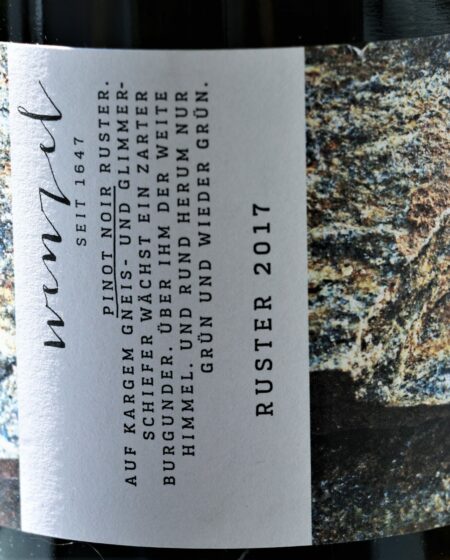 wenzel
SEIT 1647
PINOT NOIR RUSTER.
AUF KARGEM GNEIS- UND GLIMMER-
SCHIEFER WÄCHST EIN ZARTER
BURGUNDER. ÜBER IHM DER WEITE
HIMMEL. UND RUND HERUM NUR
GRÜN UND WIEDER GRÜN.
RUSTER 2017